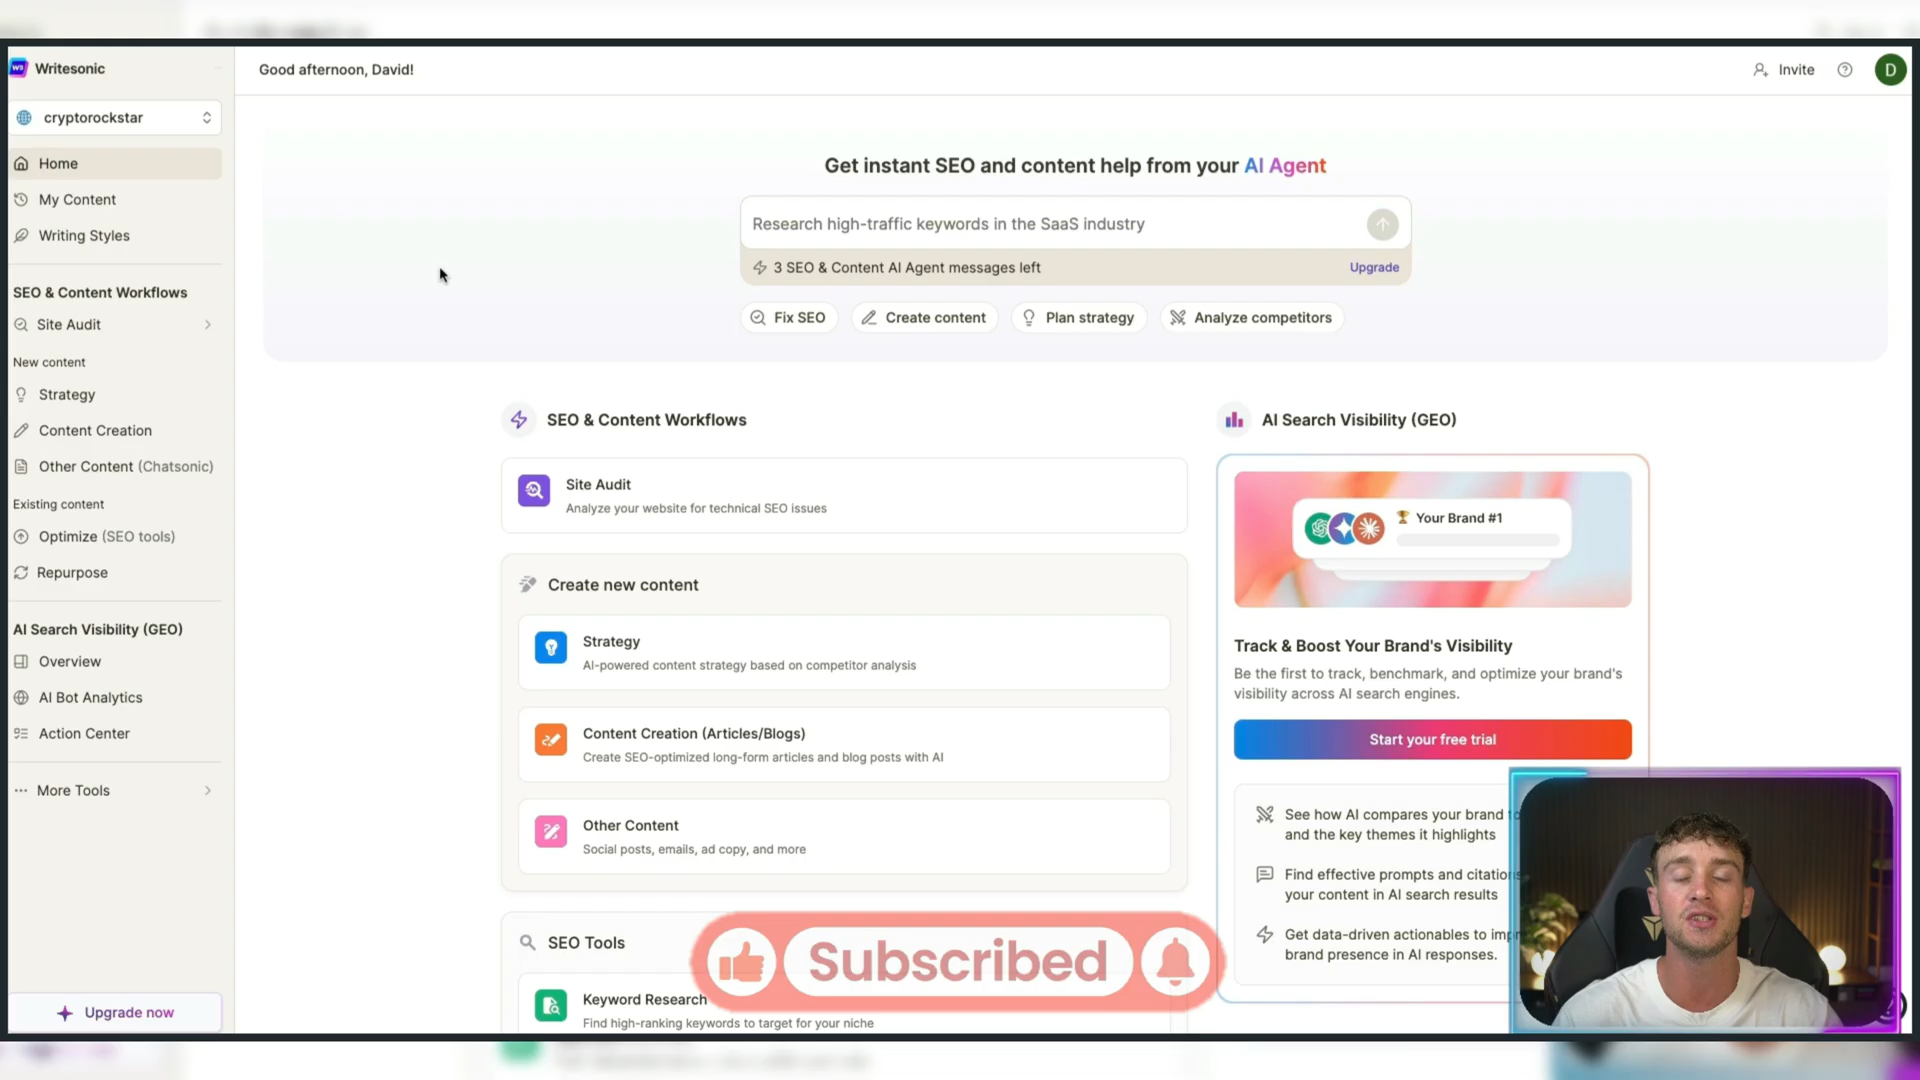 Writesonic
Good afternoon, David!
Invite
D
cryptorockstar
Home
My Content
Writing Styles
SEO & Content Workflows
Site Audit
New content
Strategy
Content Creation
Other Content (Chatsonic)
Existing content
Optimize (SEO tools)
Repurpose
AI Search Visibility (GEO)
Overview
AI Bot Analytics
Action Center
More Tools
Upgrade now
Get instant SEO and content help from your AI Agent
Research high-traffic keywords in the SaaS industry
3 SEO & Content AI Agent messages left
Upgrade
Fix SEO
Create content
Plan strategy
Analyze competitors
SEO & Content Workflows
Site Audit
Analyze your website for technical SEO issues
Create new content
Strategy
AI-powered content strategy based on competitor analysis
Content Creation (Articles/Blogs)
Create SEO-optimized long-form articles and blog posts with AI
Other Content
Social posts, emails, ad copy, and more
SEO Tools
Keyword Research
Find high-ranking keywords to target for your niche
Subscribed
AI Search Visibility (GEO)
Your Brand #1
Track & Boost Your Brand's Visibility
Be the first to track, benchmark, and optimize your brand's
visibility across AI search engines.
Start your free trial
See how AI compares your brand
and the key themes it highlights
Find effective prompts and citations
your content in AI search results
Get data-driven actionables to
brand presence in AI responses.